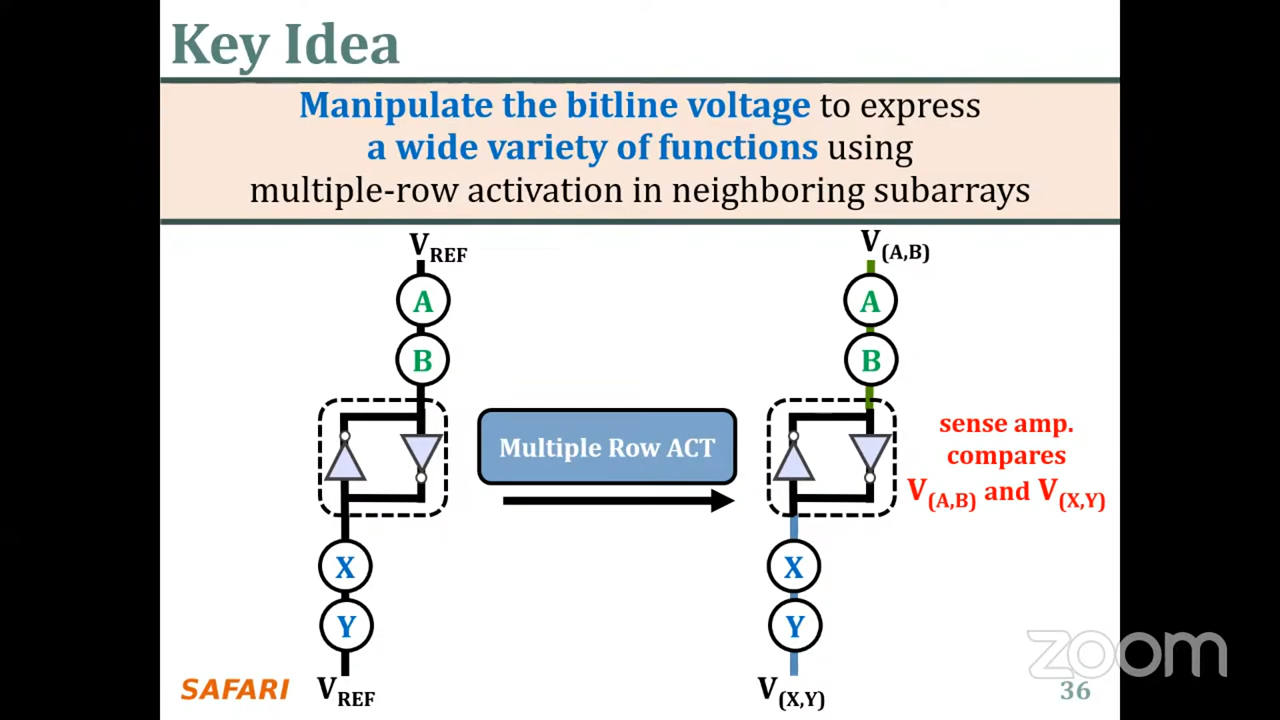 Key Idea
Manipulate the bitline voltage to express
a wide variety of functions using
multiple-row activation in neighboring subarrays
VREF
A
B
X
Y
VREF
Multiple Row ACT
V(A,B)
A
B
X
Y
V(X,Y)
sense amp.
compares
V(A,B) and V(X,Y)
SAFARI
zoom
36